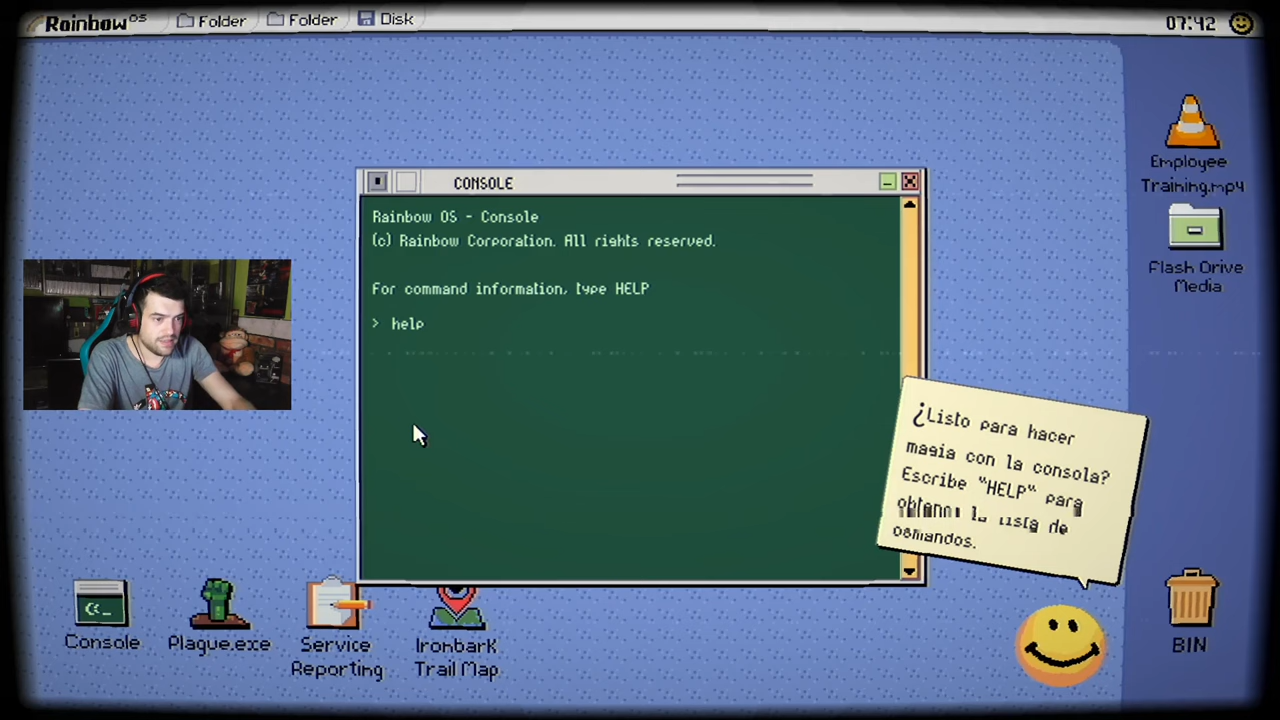 Rainbow OS
Folder
Folder
Disk
07:42
Employee
Training.mp4
Flash Drive
Media
CONSOLE
Rainbow OS - Console
(c) Rainbow Corporation. All rights reserved.
For command information, type HELP
> help
¿Listo para hacer
magia con la consola?
Escribe "HELP" para
la lista de
comandos.
Console
Plague.exe
Service
Reporting
Ironbark
Trail Map
BIN